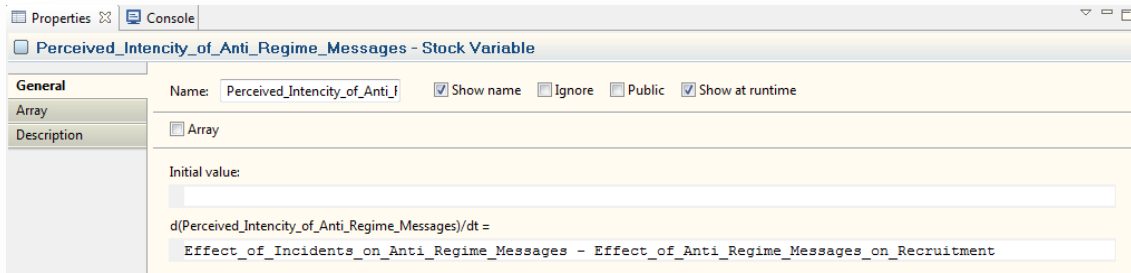 Properties Console
Perceived_Intencity_of_Anti_Regime_Messages - Stock Variable
General
Name: Perceived_Intencity_of_Anti_F Show name Ignore Public Show at runtime
Array
Array
Description
Initial value:
d(Perceived_Intencity_of_Anti_Regime_Messages)/dt =
Effect_of_Incidents_on_Anti_Regime_Messages - Effect_of_Anti_Regime_Messages_on_Recruitment